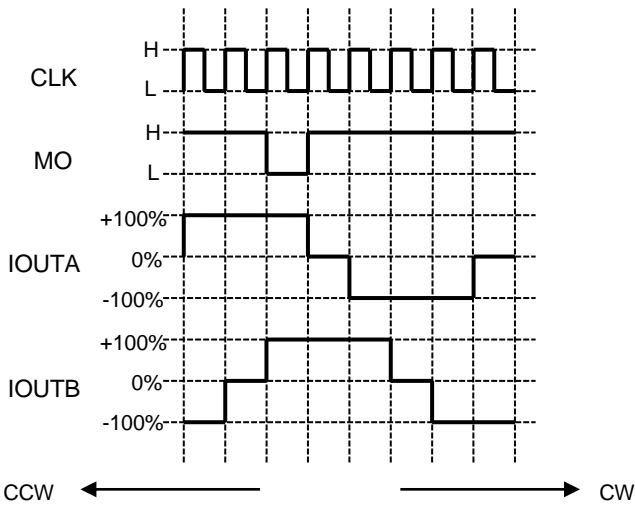 H
CLK
L
H
MO
L
+100%
IOUTA
0%
-100%
+100%
IOUTB
0%
-100%
CCW
CW